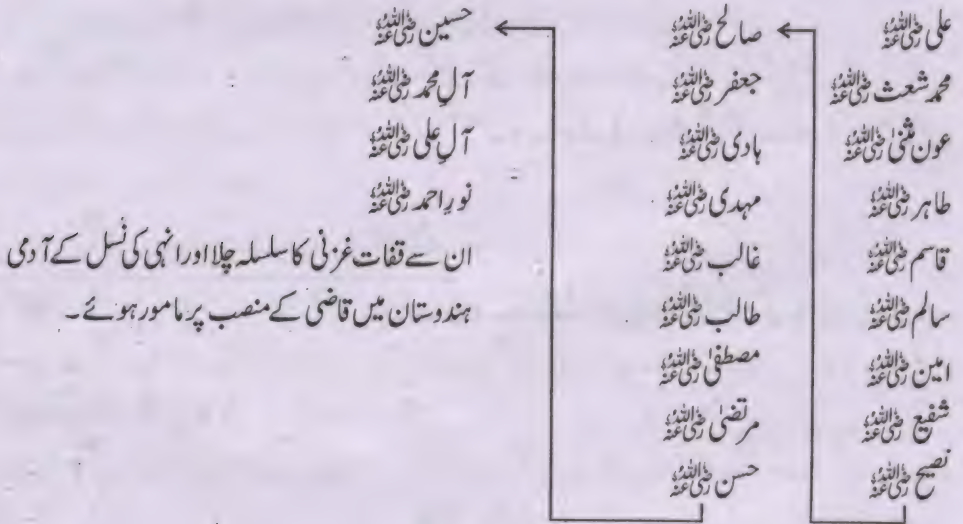 علی رضی اللہ عنہ
محمد شعث رضی اللہ عنہ
عون مثنیٰ رضی اللہ عنہ
طاہر رضی اللہ عنہ
قاسم رضی اللہ عنہ
سالم رضی اللہ عنہ
امین رضی اللہ عنہ
شفیع رضی اللہ عنہ
نصیح رضی اللہ عنہ
صالح رضی اللہ عنہ
جعفر رضی اللہ عنہ
ہادی رضی اللہ عنہ
مہدی رضی اللہ عنہ
غالب رضی اللہ عنہ
طالب رضی اللہ عنہ
مصطفیٰ رضی اللہ عنہ
مرتضیٰ رضی اللہ عنہ
حسن رضی اللہ عنہ
حسین رضی اللہ عنہ
آلِ محمد رضی اللہ عنہ
آلِ علی رضی اللہ عنہ
نورِ احمد رضی اللہ عنہ
ان سے قفات غزنی کا سلسلہ چلا اور انہی کی نسل کے آدمی
ہندوستان میں قاضی کے منصب پر مامور ہوئے۔